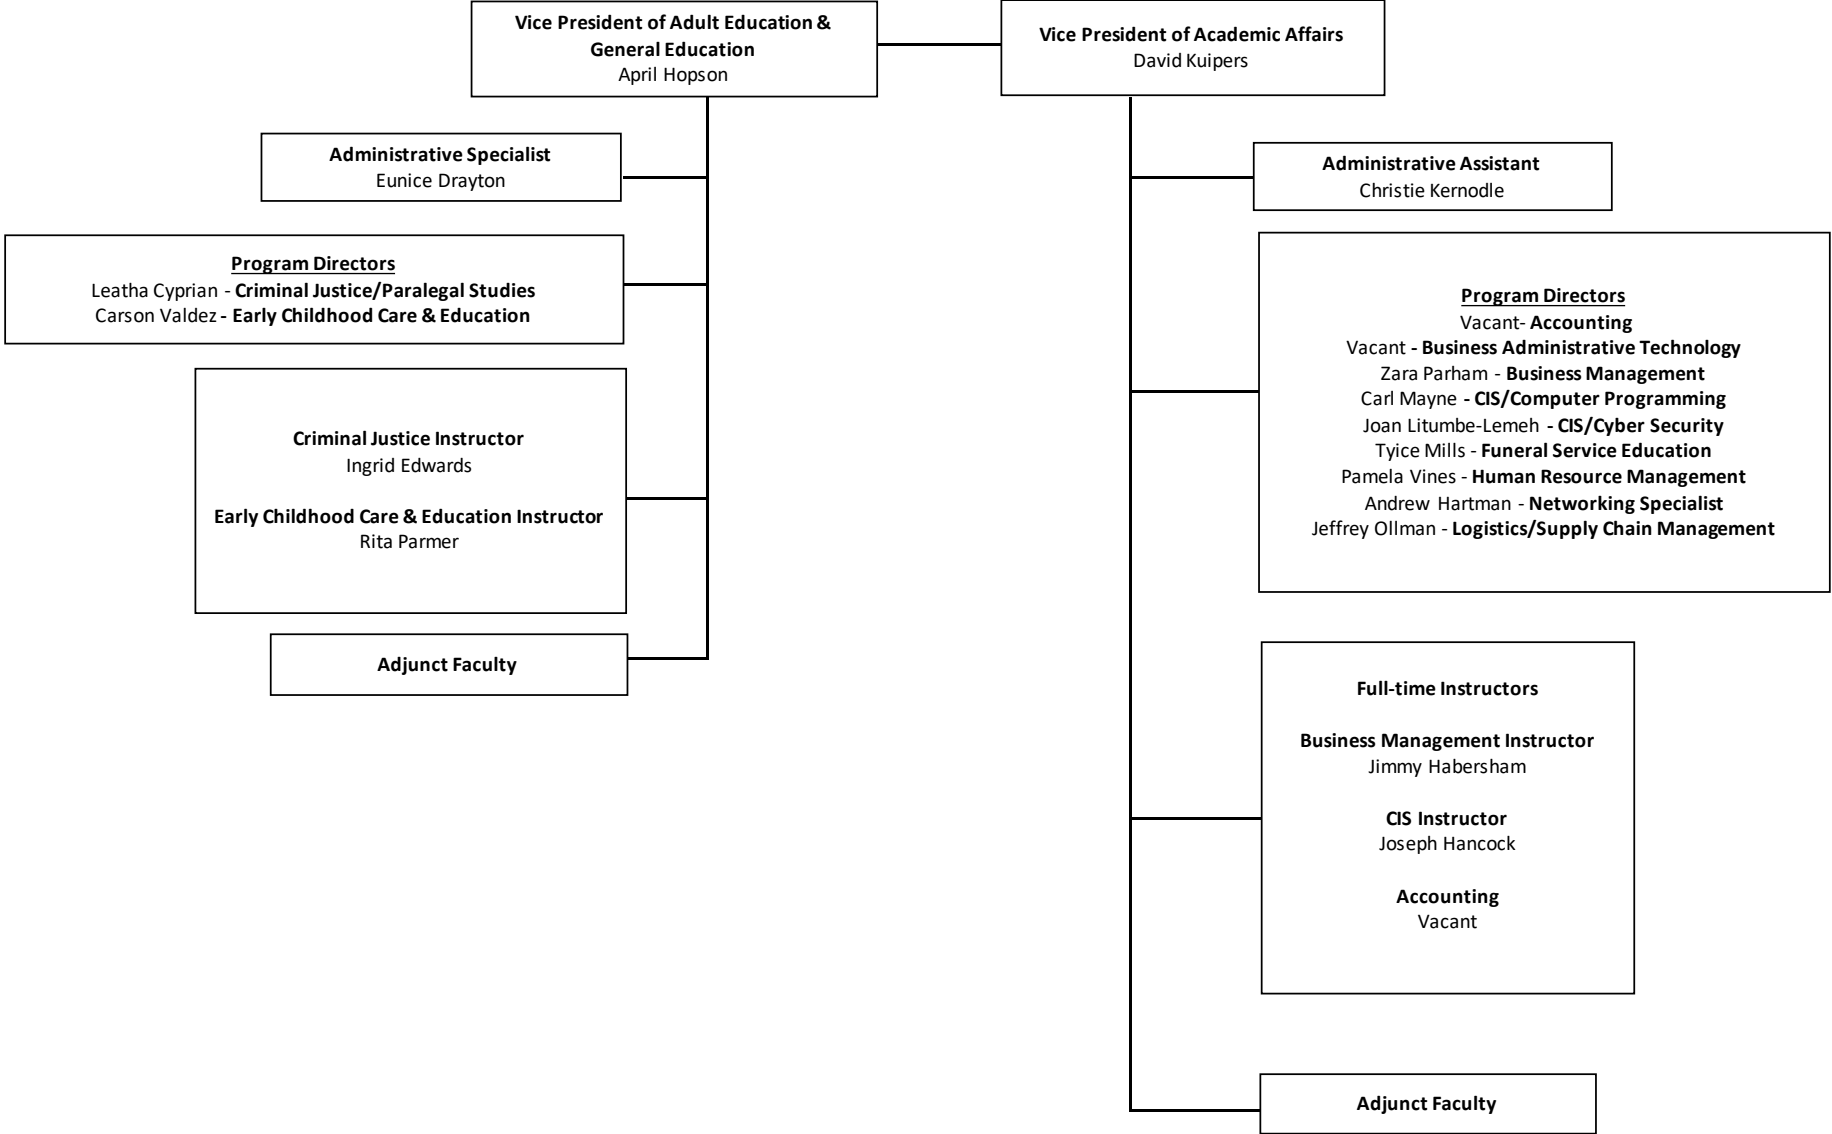 Vice President of Adult Education &
General Education
April Hopson
Vice President of Academic Affairs
David Kuipers
Administrative Specialist
Eunice Drayton
Program Directors
Leatha Cyprian - Criminal Justice/Paralegal Studies
Carson Valdez - Early Childhood Care & Education
Criminal Justice Instructor
Ingrid Edwards
Early Childhood Care & Education Instructor
Rita Parmer
Adjunct Faculty
Administrative Assistant
Christie Kernodle
Program Directors
Vacant- Accounting
Vacant - Business Administrative Technology
Zara Parham - Business Management
Carl Mayne - CIS/Computer Programming
Joan Litumbe-Lemeh - CIS/Cyber Security
Tyice Mills - Funeral Service Education
Pamela Vines - Human Resource Management
Andrew Hartman - Networking Specialist
Jeffrey Ollman - Logistics/Supply Chain Management
Full-time Instructors
Business Management Instructor
Jimmy Habersham
CIS Instructor
Joseph Hancock
Accounting
Vacant
Adjunct Faculty